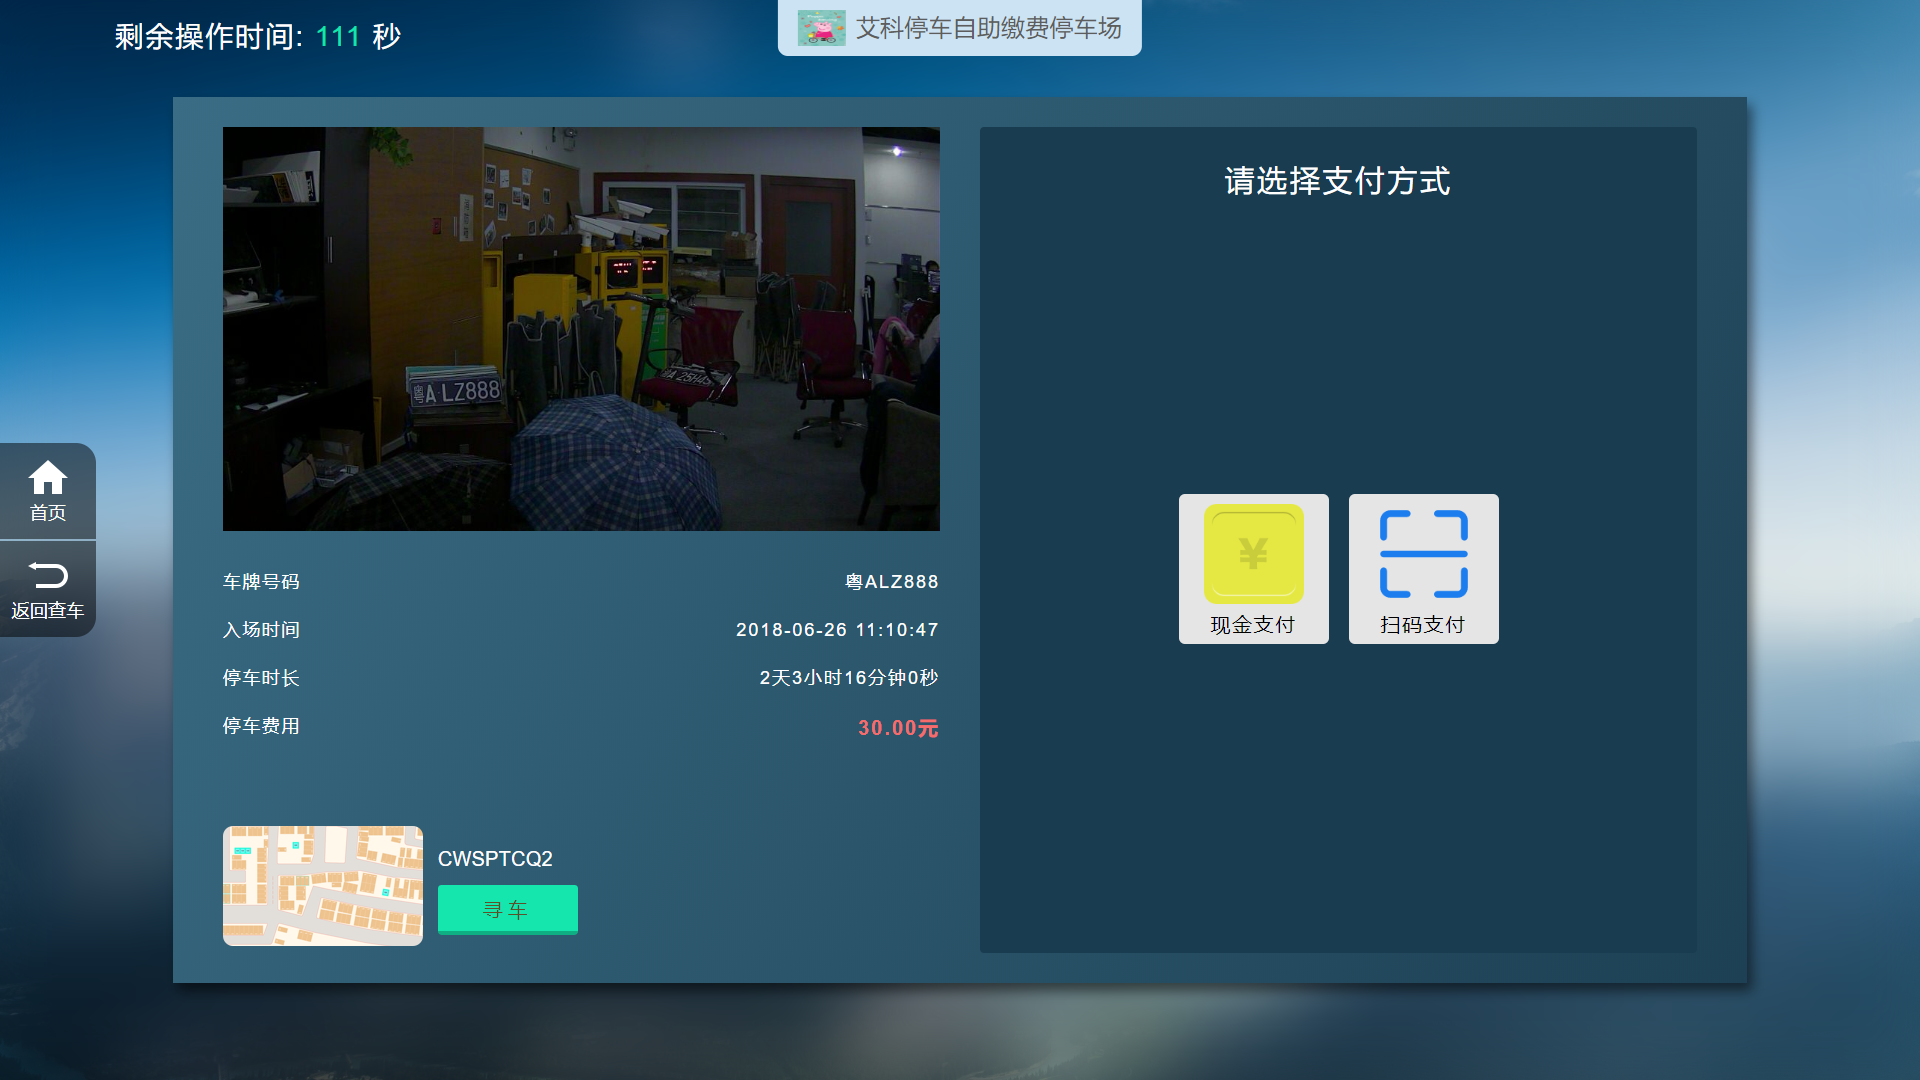 剩余操作时间: 111 秒
艾科停车自助缴费停车场
请选择支付方式
粤A·LZ888
首页
返回查车
车牌号码 粤ALZ888
入场时间 2018-06-26 11:10:47
停车时长 2天3小时16分钟0秒
停车费用 30.00元
¥
现金支付
扫码支付
CWSPTCQ2
寻车